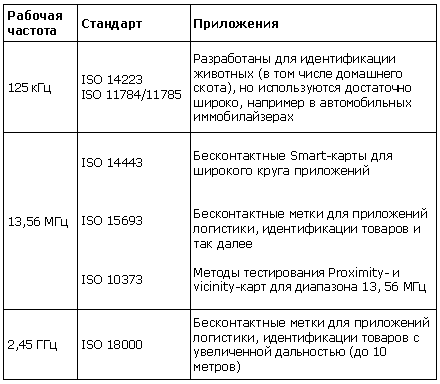 Рабочая частота Стандарт Приложения
125 кГц
ISO 14223
ISO 11784/11785
Разработаны для идентификации
животных (в том числе домашнего
скота), но используются достаточно
широко, например в автомобильных
иммобилайзерах
13,56 МГц
ISO 14443
Бесконтактные Smart-карты для
широкого круга приложений
ISO 15693
Бесконтактные метки для приложений
логистики, идентификации товаров и
так далее
ISO 10373
Методы тестирования Proximity- и
vicinity-карт для диапазона 13, 56 МГц
2,45 ГГц
ISO 18000
Бесконтактные метки для приложений
логистики, идентификации товаров с
увеличенной дальностью (до 10
метров)